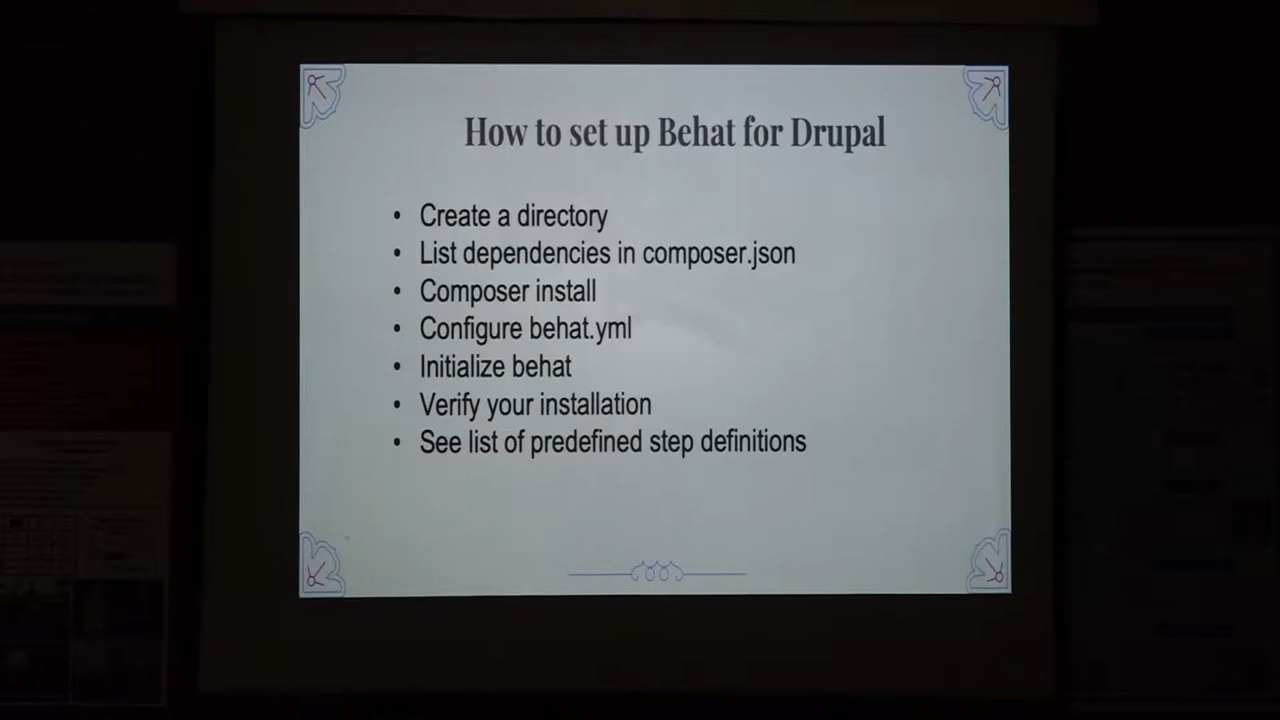 How to set up Behat for Drupal
• Create a directory
• List dependencies in composer.json
• Composer install
• Configure behat.yml
• Initialize behat
• Verify your installation
• See list of predefined step definitions